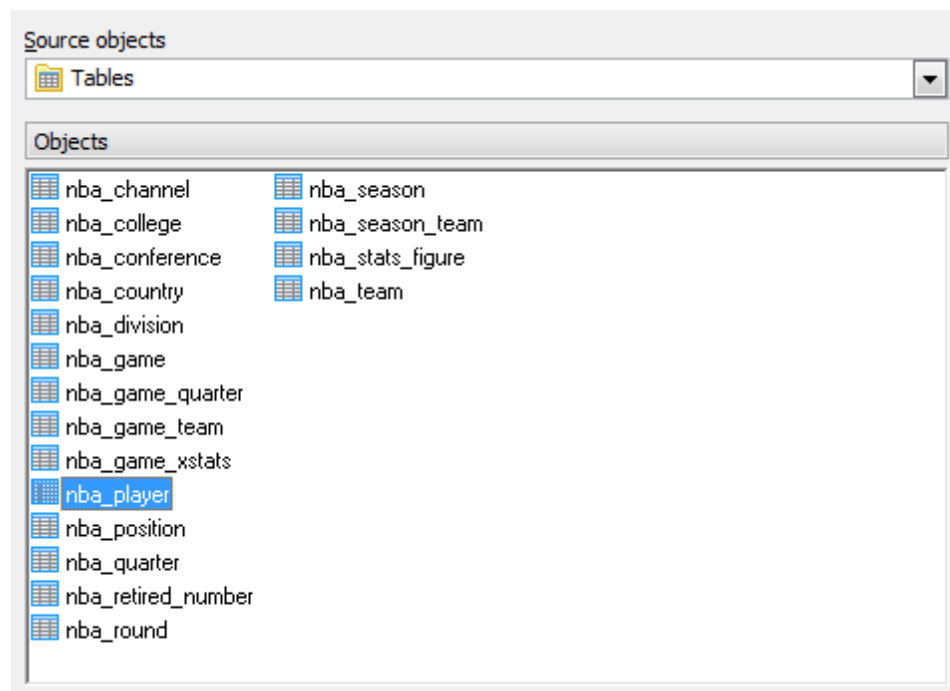 Source objects
Tables
Objects
nba_channel
nba_college
nba_conference
nba_country
nba_division
nba_game
nba_game_quarter
nba_game_team
nba_game_xstats
nba_player
nba_position
nba_quarter
nba_retired_number
nba_round
nba_season
nba_season_team
nba_stats_figure
nba_team